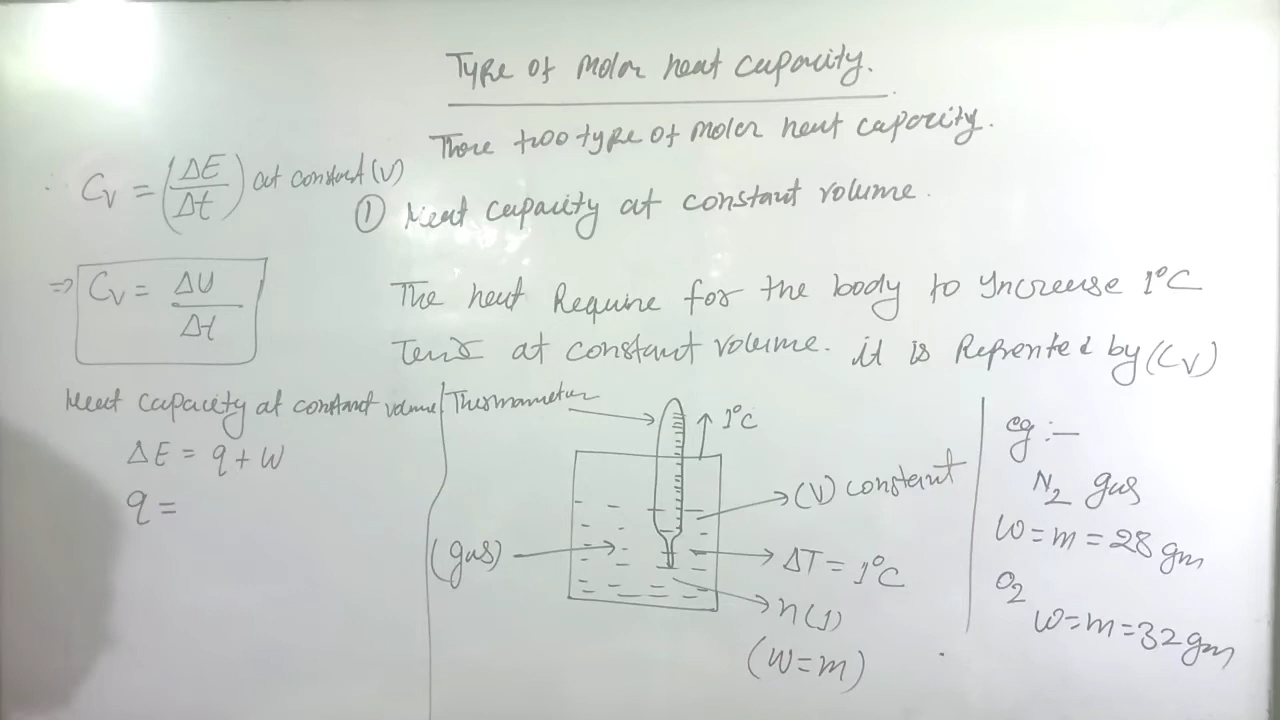 Type of molar heat capacity.
There two type of molar heat capacity.
∴ Cv = (ΔE/Δt) at constant (V)
① Heat capacity at constant volume.
⇒ Cv = ΔU/Δt
The heat Require for the body to Increase 1°C
at constant volume. it is Reprented by (Cv)
Heat capacity at constant volume
ΔE = q + W
q =
Thermometer
1°C
(V) constant
(gas)
ΔT = 1°C
n(1)
(W=m)
eg :-
N2 gas
W=m=28 gm
O2
W=m=32gm